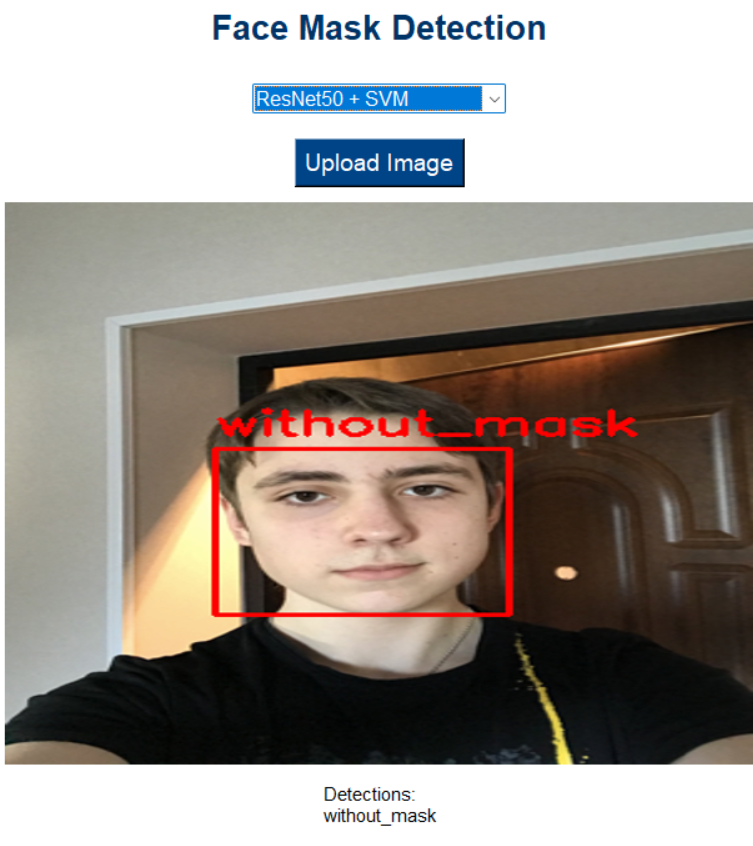 Face Mask Detection
ResNet50 + SVM
Upload Image
without_mask
Detections:
without_mask